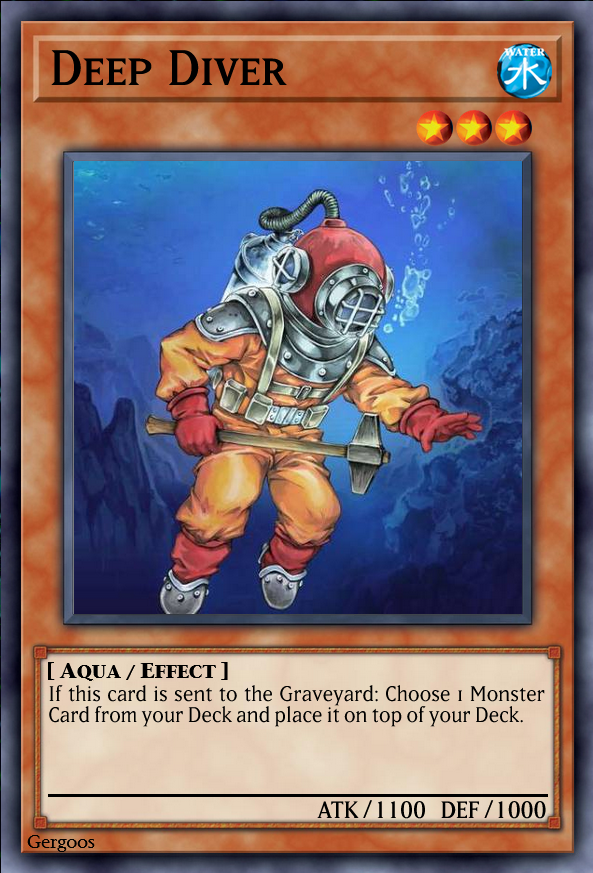 Deep Diver
WATER
水
[ Aqua / Effect ]
If this card is sent to the Graveyard: Choose 1 Monster
Card from your Deck and place it on top of your Deck.
ATK/1100 DEF/1000
Gergoos